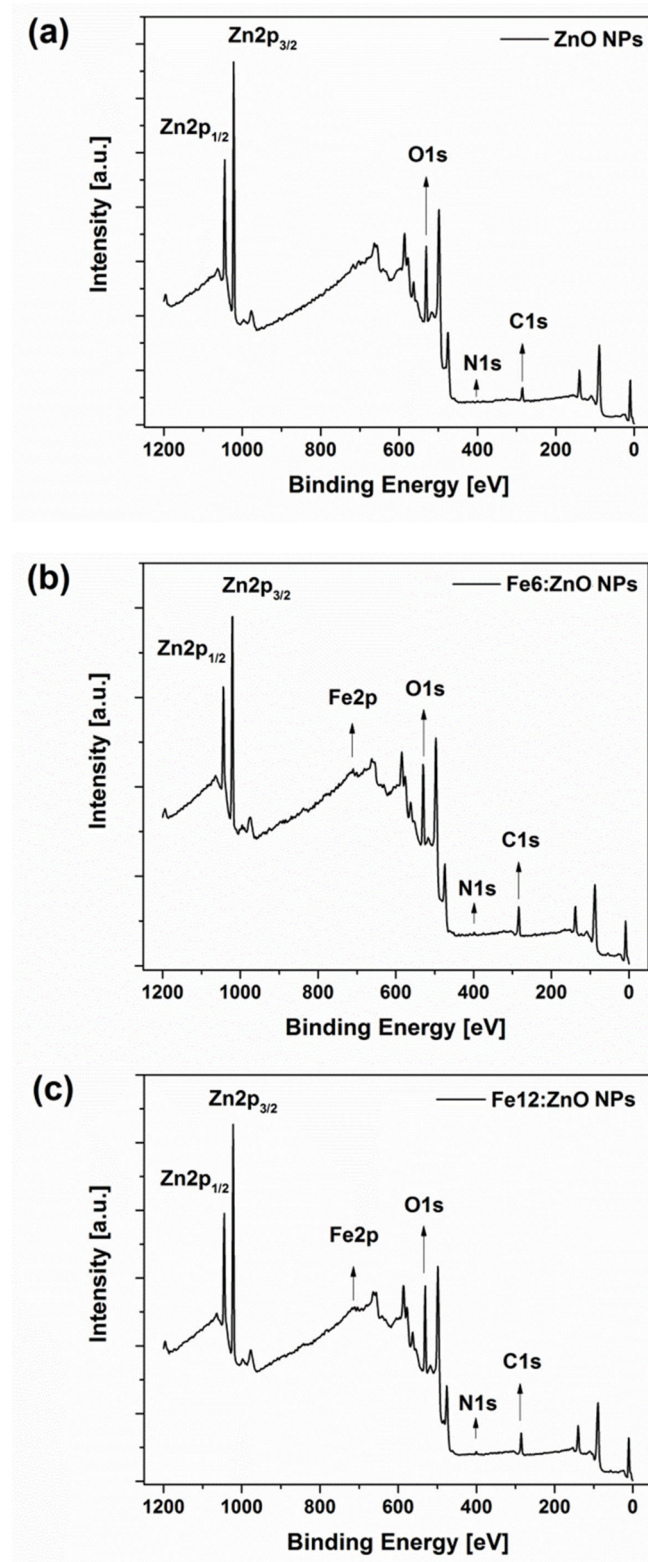 (a)
Zn2p3/2
ZnO NPs
Zn2p1/2
O1s
C1s
N1s
Intensity [a.u.]
1200 1000 800 600 400 200 0
Binding Energy [eV]
(b)
Zn2p3/2
Fe6:ZnO NPs
Zn2p1/2
Fe2p
O1s
C1s
N1s
Intensity [a.u.]
1200 1000 800 600 400 200 0
Binding Energy [eV]
(c)
Zn2p3/2
Fe12:ZnO NPs
Zn2p1/2
O1s
Fe2p
C1s
N1s
Intensity [a.u.]
1200 1000 800 600 400 200 0
Binding Energy [eV]